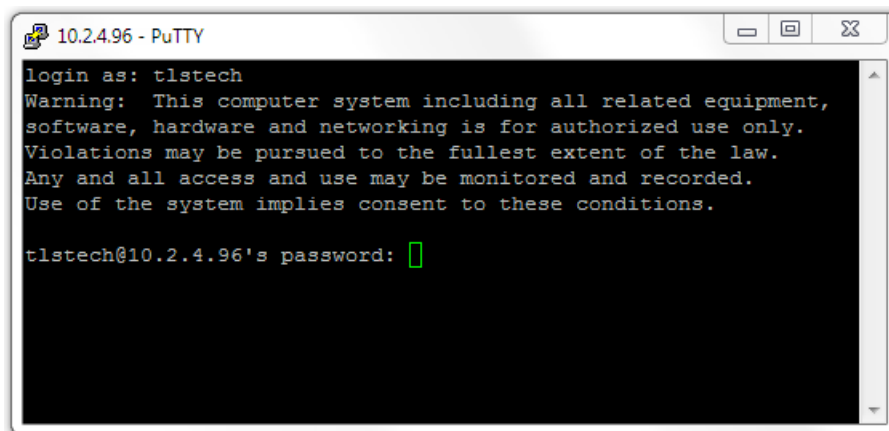 10.2.4.96 - PuTTY
login as: tlstech
Warning:  This computer system including all related equipment,
software, hardware and networking is for authorized use only.
Violations may be pursued to the fullest extent of the law.
Any and all access and use may be monitored and recorded.
Use of the system implies consent to these conditions.
tlstech@10.2.4.96's password: